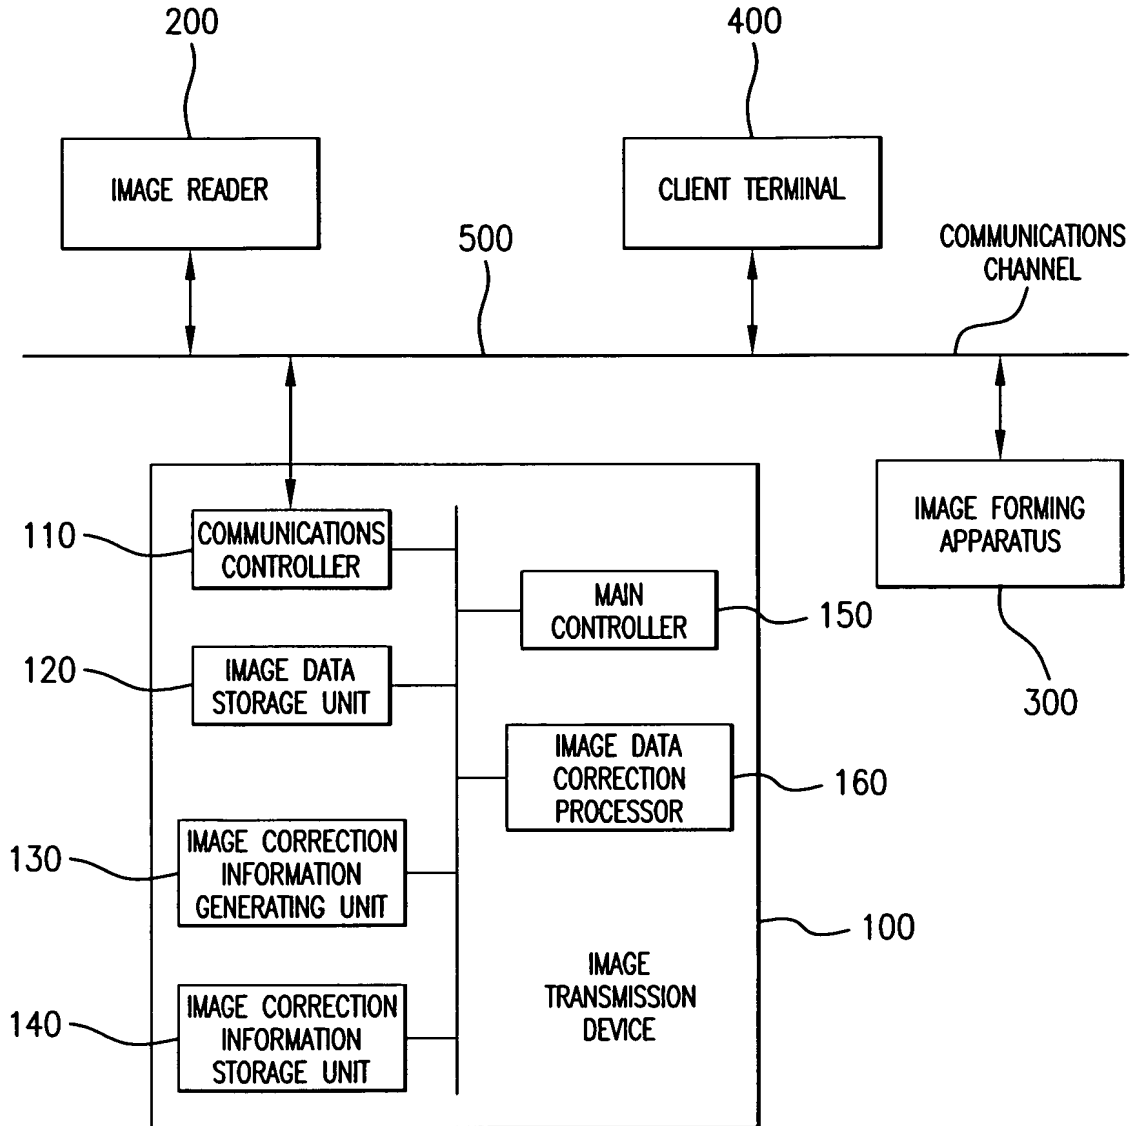 200
400
IMAGE READER
CLIENT TERMINAL
500
COMMUNICATIONS
CHANNEL
110
COMMUNICATIONS
CONTROLLER
IMAGE FORMING
APPARATUS
MAIN
CONTROLLER
150
120
IMAGE DATA
STORAGE UNIT
300
IMAGE DATA
CORRECTION
PROCESSOR
160
130
IMAGE CORRECTION
INFORMATION
GENERATING UNIT
100
IMAGE
TRANSMISSION
DEVICE
140
IMAGE CORRECTION
INFORMATION
STORAGE UNIT